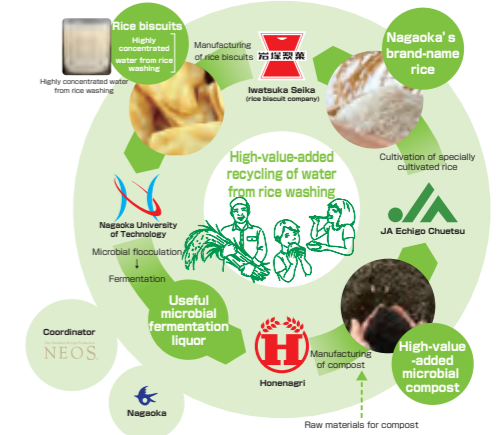 Rice biscuits
Highly
concentrated
water from rice
washing
Highly concentrated water
from rice washing
Manufacturing
of rice biscuits
岩塚製菓
Iwatsuka Seika
(rice biscuit company)
Nagaoka's
brand-name
rice
Cultivation of specially
cultivated rice
High-value-added
recycling of water
from rice washing
Nagaoka University
of Technology
JA Echigo Chuetsu
Microbial flocculation
↓
Fermentation
Useful
microbial
fermentation
liquor
H
Honenagri
Manufacturing
of compost
High-value
-added
microbial
compost
Coordinator
NEOS
Nagaoka
Raw materials for compost